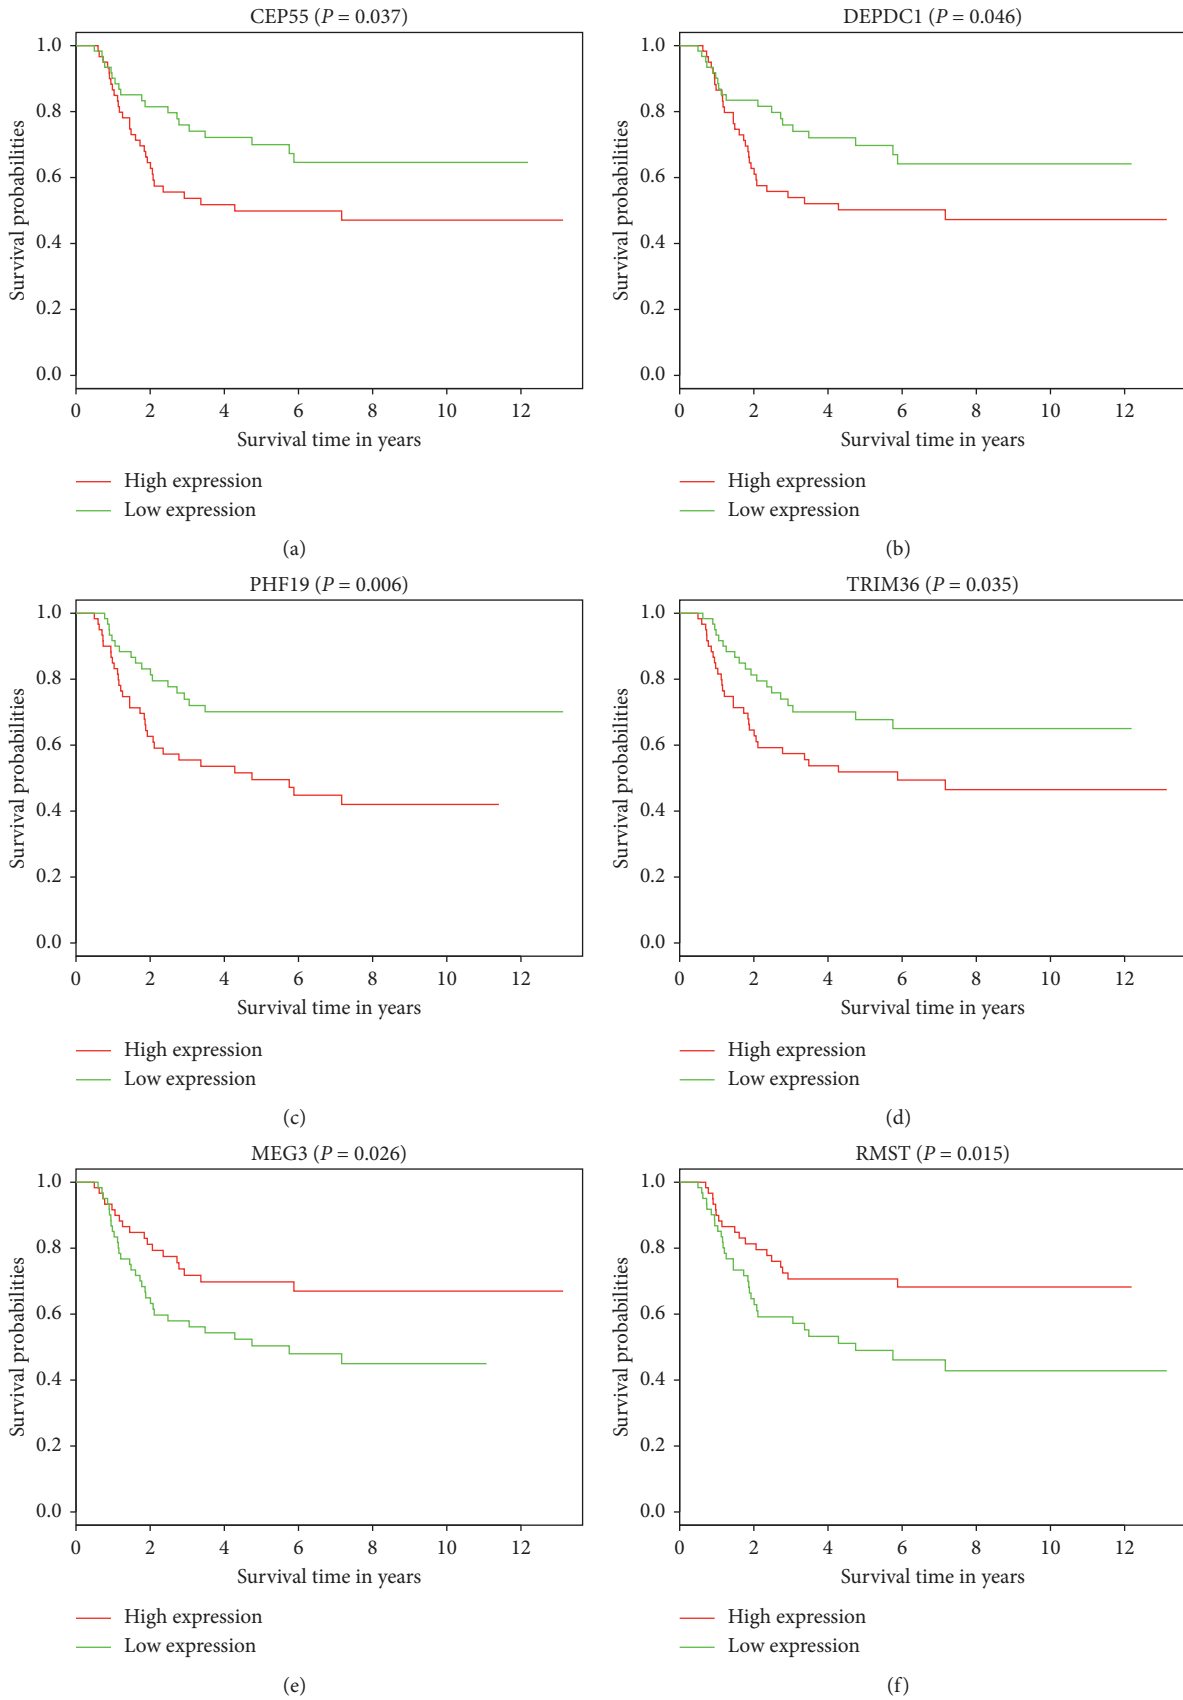 CEP55 (P = 0.037)
Survival probabilities
1.0
0.8
0.6
0.4
0.2
0.0
0 2 4 6 8 10 12
Survival time in years
High expression
Low expression
(a)
DEPDC1 (P = 0.046)
Survival probabilities
1.0
0.8
0.6
0.4
0.2
0.0
0 2 4 6 8 10 12
Survival time in years
High expression
Low expression
(b)
PHF19 (P = 0.006)
Survival probabilities
1.0
0.8
0.6
0.4
0.2
0.0
0 2 4 6 8 10 12
Survival time in years
High expression
Low expression
(c)
TRIM36 (P = 0.035)
Survival probabilities
1.0
0.8
0.6
0.4
0.2
0.0
0 2 4 6 8 10 12
Survival time in years
High expression
Low expression
(d)
MEG3 (P = 0.026)
Survival probabilities
1.0
0.8
0.6
0.4
0.2
0.0
0 2 4 6 8 10 12
Survival time in years
High expression
Low expression
(e)
RMST (P = 0.015)
Survival probabilities
1.0
0.8
0.6
0.4
0.2
0.0
0 2 4 6 8 10 12
Survival time in years
High expression
Low expression
(f)